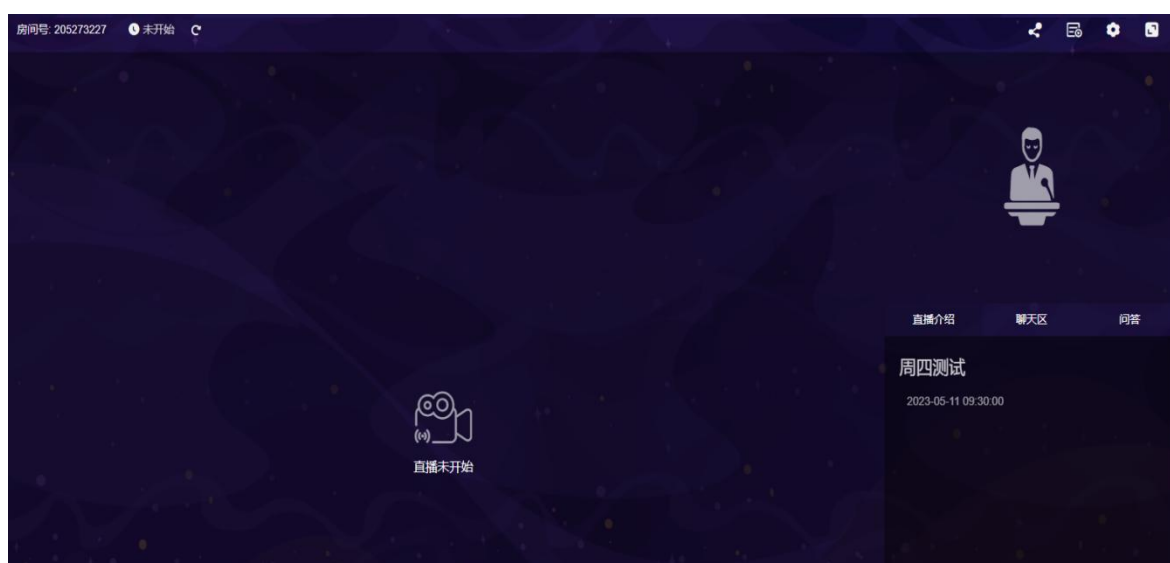 房间号: 205273227 未开始
直播介绍 聊天区 问答
周四测试
2023-05-11 09:30:00
直播未开始